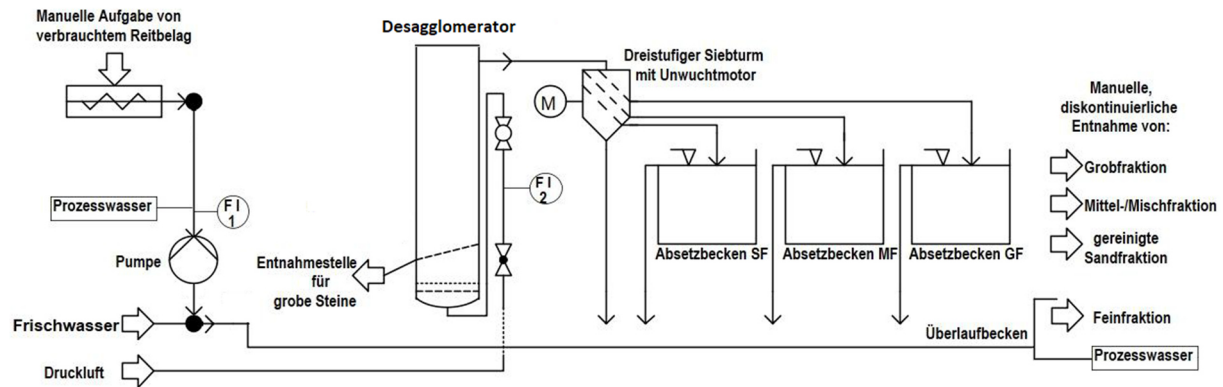 Manuelle Aufgabe von
verbrauchtem Reitbelag
Desagglomerator
Dreistufiger Siebturm
mit Unwuchtmotor
M
Manuelle,
diskontinuierliche
Entnahme von:
Grobfraktion
Mittel-/Mischfraktion
gereinigte
Sandfraktion
Prozesswasser
F I
1
F I
2
Pumpe
Entnahmestelle
für
grobe Steine
Absetzbecken SF
Absetzbecken MF
Absetzbecken GF
Frischwasser
Druckluft
Überlaufbecken
Feinfraktion
Prozesswasser